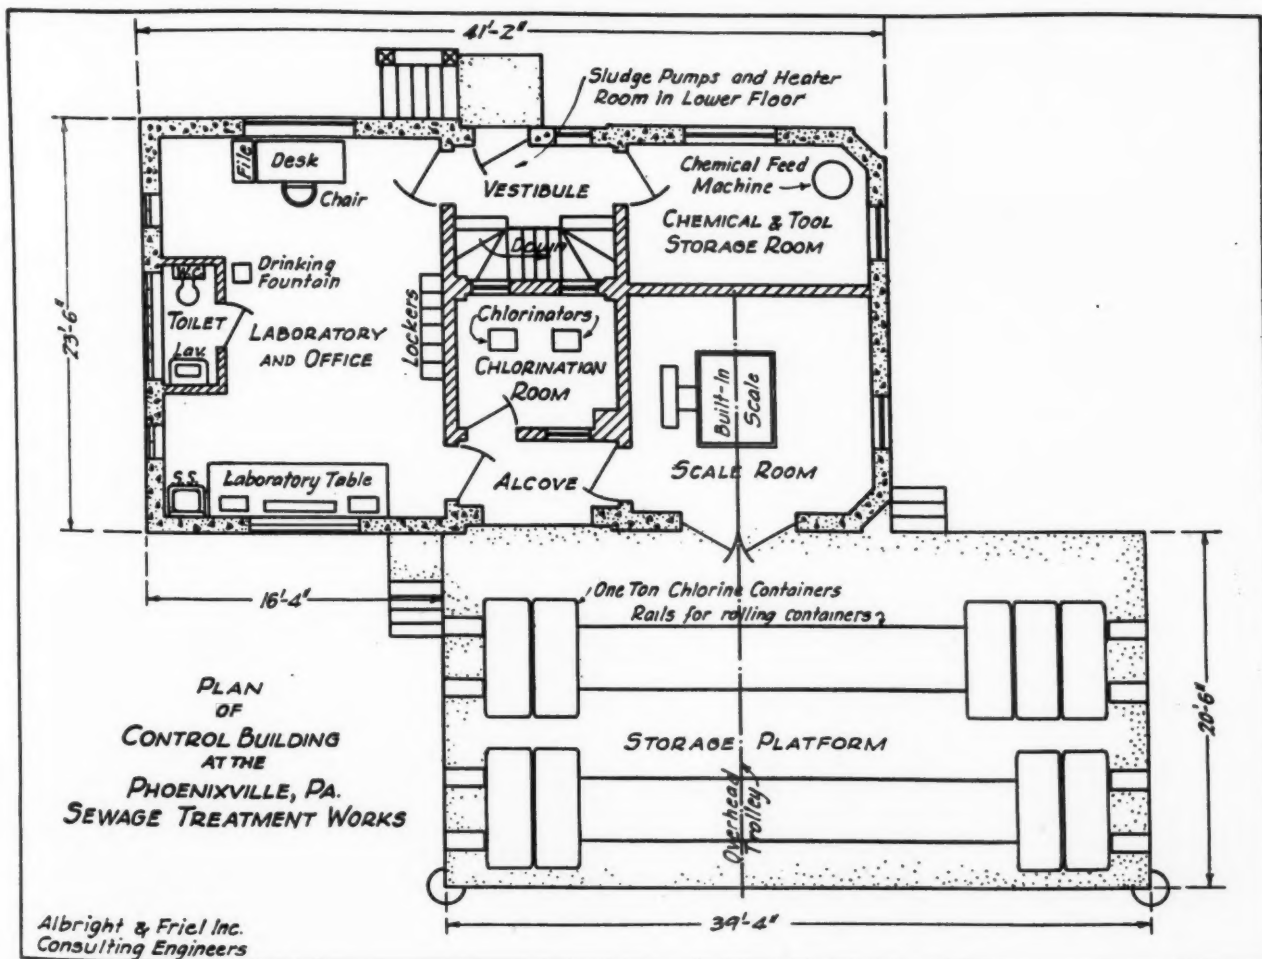 41'-2"
Sludge Pumps and Heater
Room in Lower Floor
File
Desk
Chair
VESTIBULE
Chemical Feed
Machine
CHEMICAL & TOOL
STORAGE ROOM
Down
23'-6"
W.C.
Drinking
Fountain
TOILET
Lav.
LABORATORY
AND OFFICE
LOCKERS
Chlorinators
CHLORINATION
ROOM
Built-In
Scale
SCALE ROOM
S.S.
Laboratory Table
ALCOVE
16'-4"
One Ton Chlorine Containers
Rails for rolling containers
20'-6"
STORAGE PLATFORM
Overhead
Trolley
39'-4"
PLAN
OF
CONTROL BUILDING
AT THE
PHOENIXVILLE, PA.
SEWAGE TREATMENT WORKS
Albright & Friel Inc.
Consulting Engineers